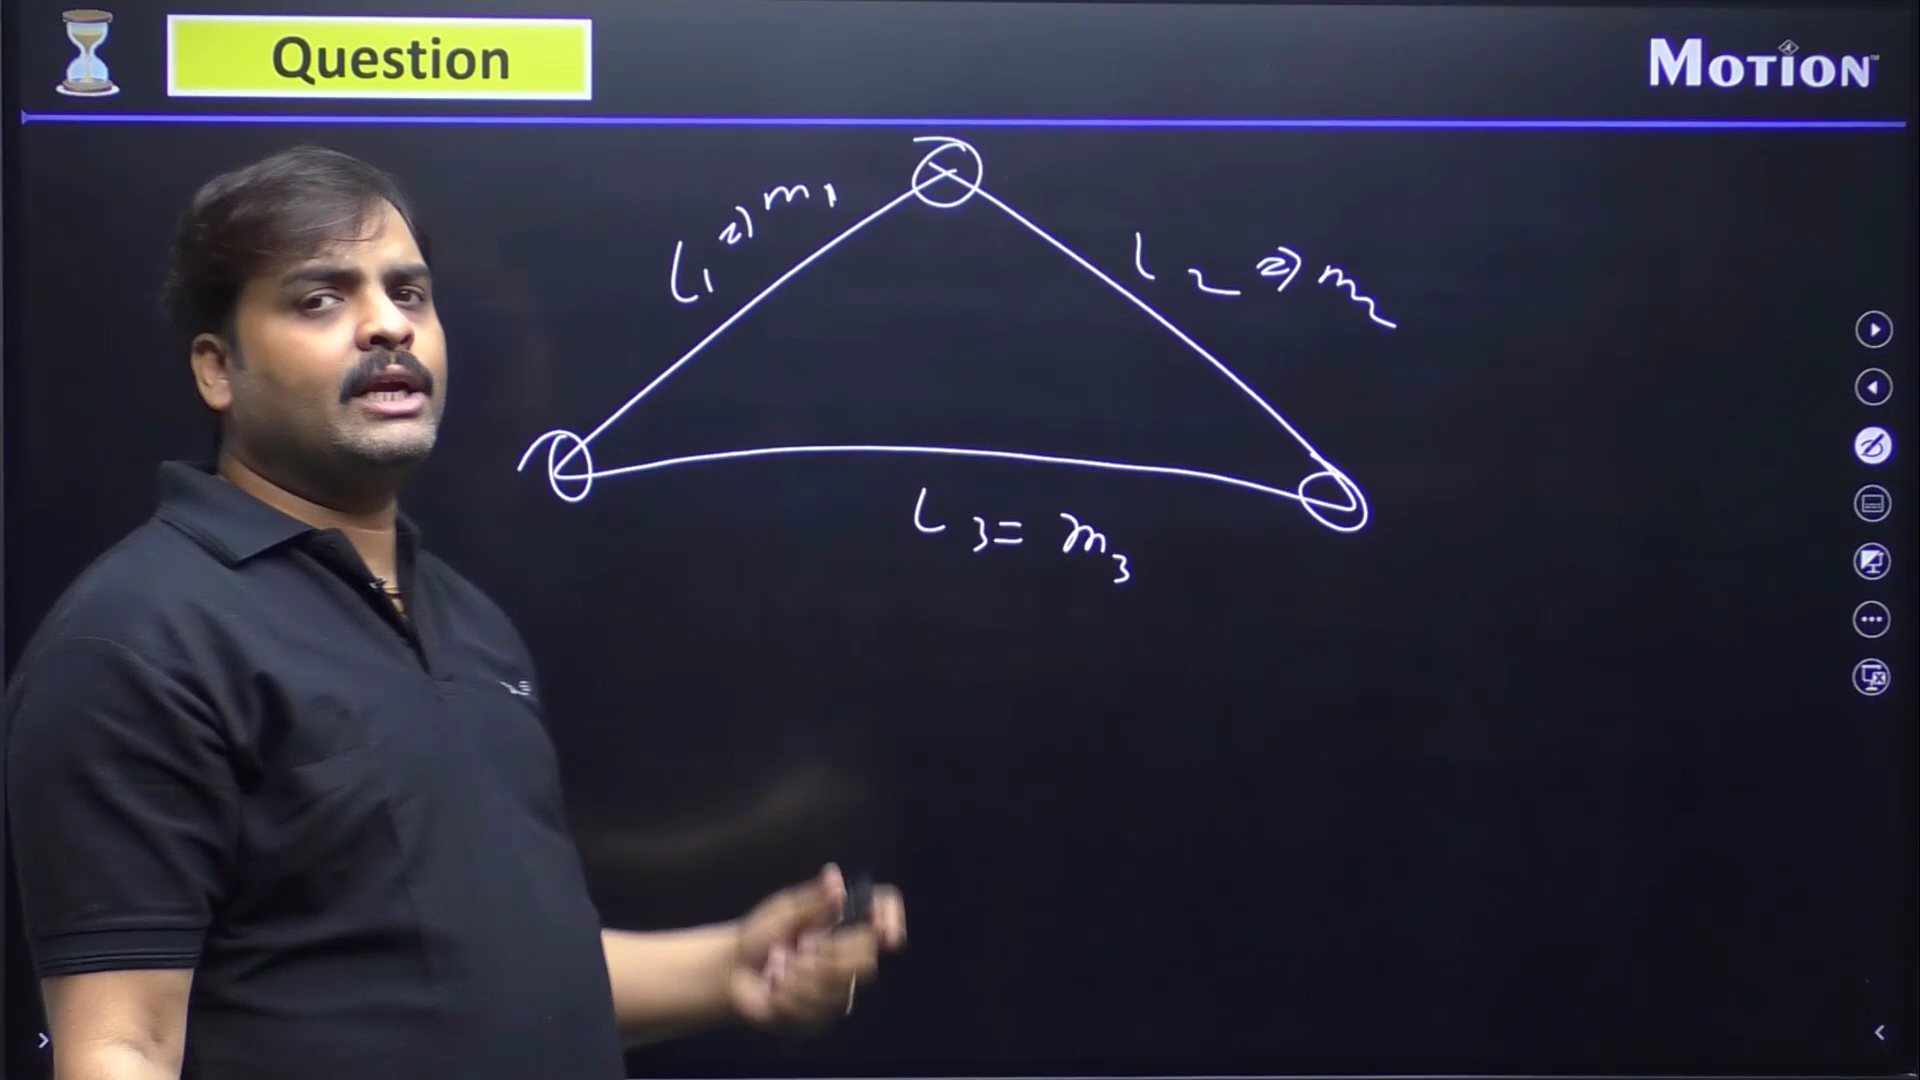 Question
MOTION
L1 ⇒ m1
L2 ⇒ m2
L3 = m3